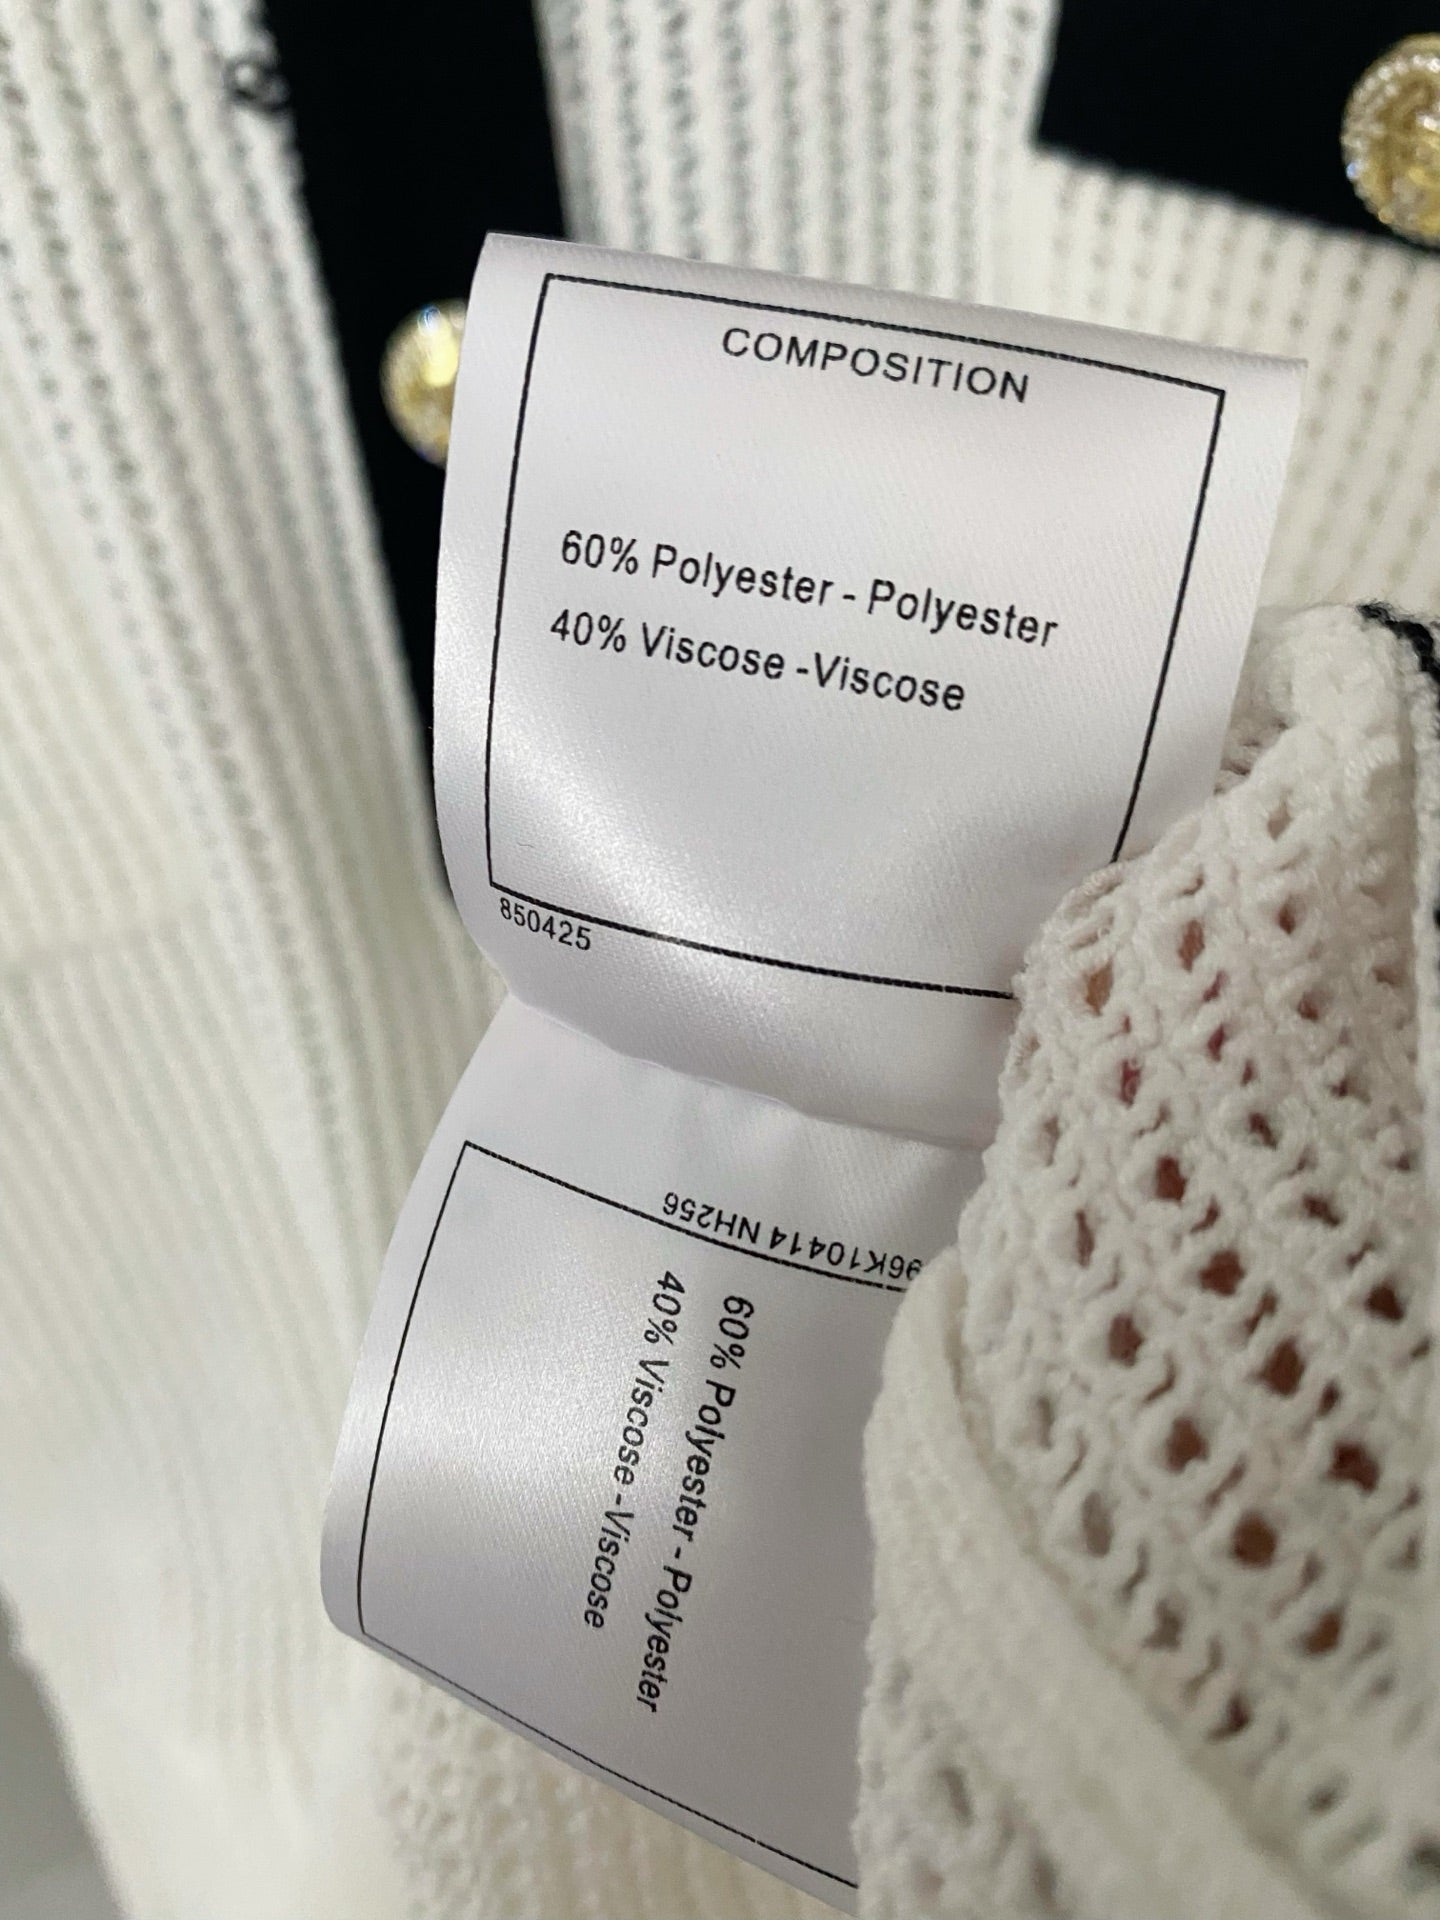 COMPOSITION
60% Polyester - Polyester
40% Viscose -Viscose
850425
96K10414 NH256
60% Polyester - Polyester
40% Viscose -Viscose